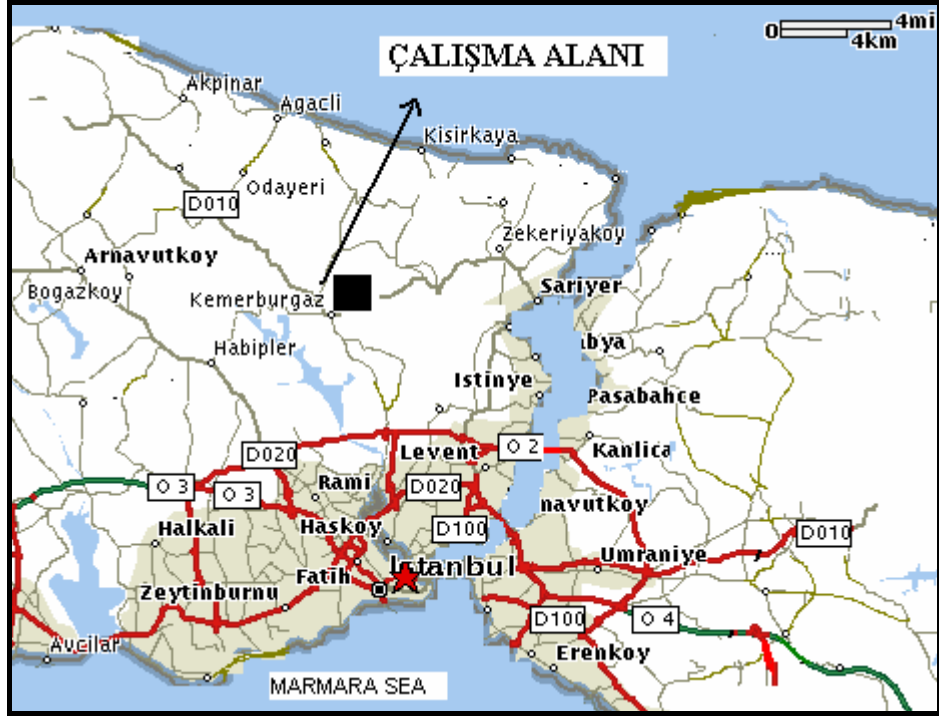 0 4mi
4km
ÇALIŞMA ALANI
Akpinar
Agacli
Kisirkaya
Odayeri
D010
Zekeriyakoy
Arnavutkoy
Bogazkoy
Kemerburgaz
Sariyer
Habipler
abya
Istinye
Pasabahce
D020
Levent
O 2
Kanlica
O 3
O 3
Rami
D020
navutkoy
Halkali
Haskoy
D100
D010
Umraniye
Istanbul
Fatih
Zeytinburnu
D100
O 4
Avcilar
Erenkoy
MARMARA SEA